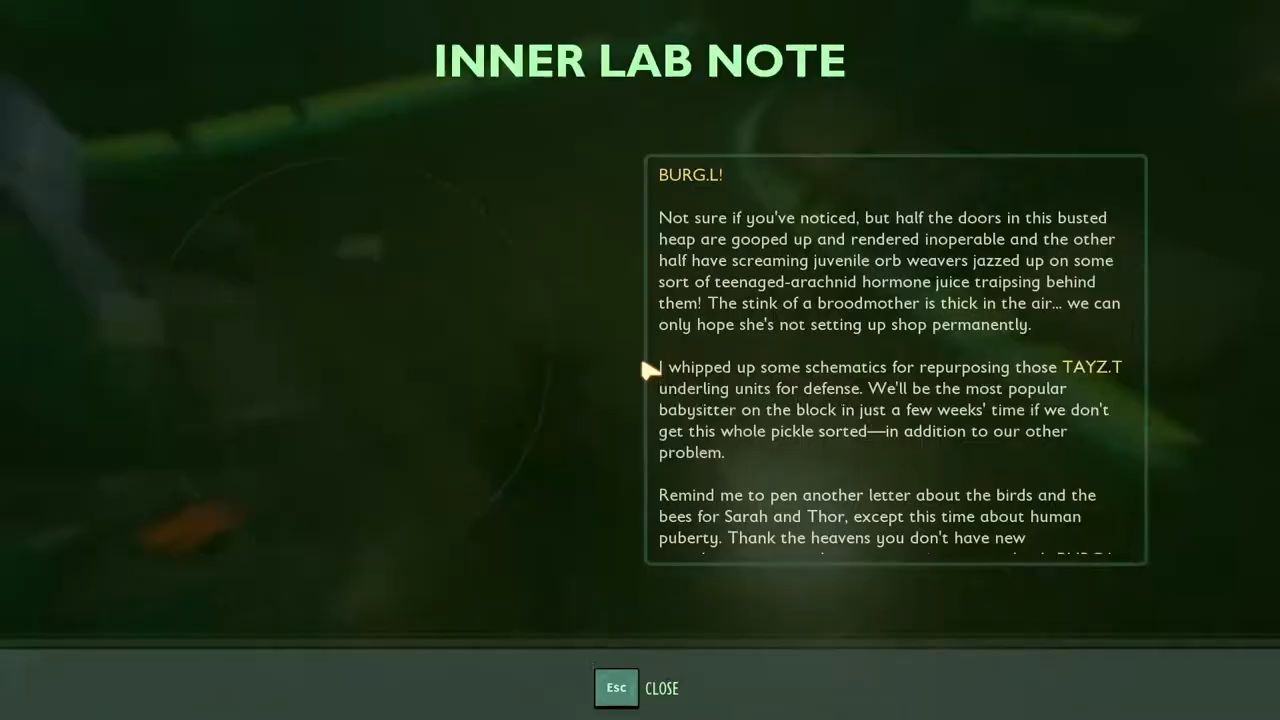 INNER LAB NOTE
BURG.L!
Not sure if you've noticed, but half the doors in this busted
heap are gooped up and rendered inoperable and the other
half have screaming juvenile orb weavers jazzed up on some
sort of teenaged-arachnid hormone juice traipsing behind
them! The stink of a broodmother is thick in the air... we can
only hope she's not setting up shop permanently.
I whipped up some schematics for repurposing those TAYZ.T
underling units for defense. We'll be the most popular
babysitter on the block in just a few weeks' time if we don't
get this whole pickle sorted—in addition to our other
problem.
Remind me to pen another letter about the birds and the
bees for Sarah and Thor, except this time about human
puberty. Thank the heavens you don't have new
Esc CLOSE